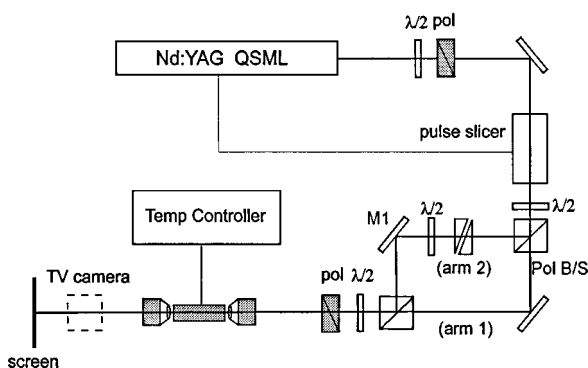 λ/2 pol
Nd:YAG QSML
pulse slicer
λ/2
Temp Controller
M1
λ/2
TV camera
pol λ/2
(arm 2)
Pol B/S
(arm 1)
screen